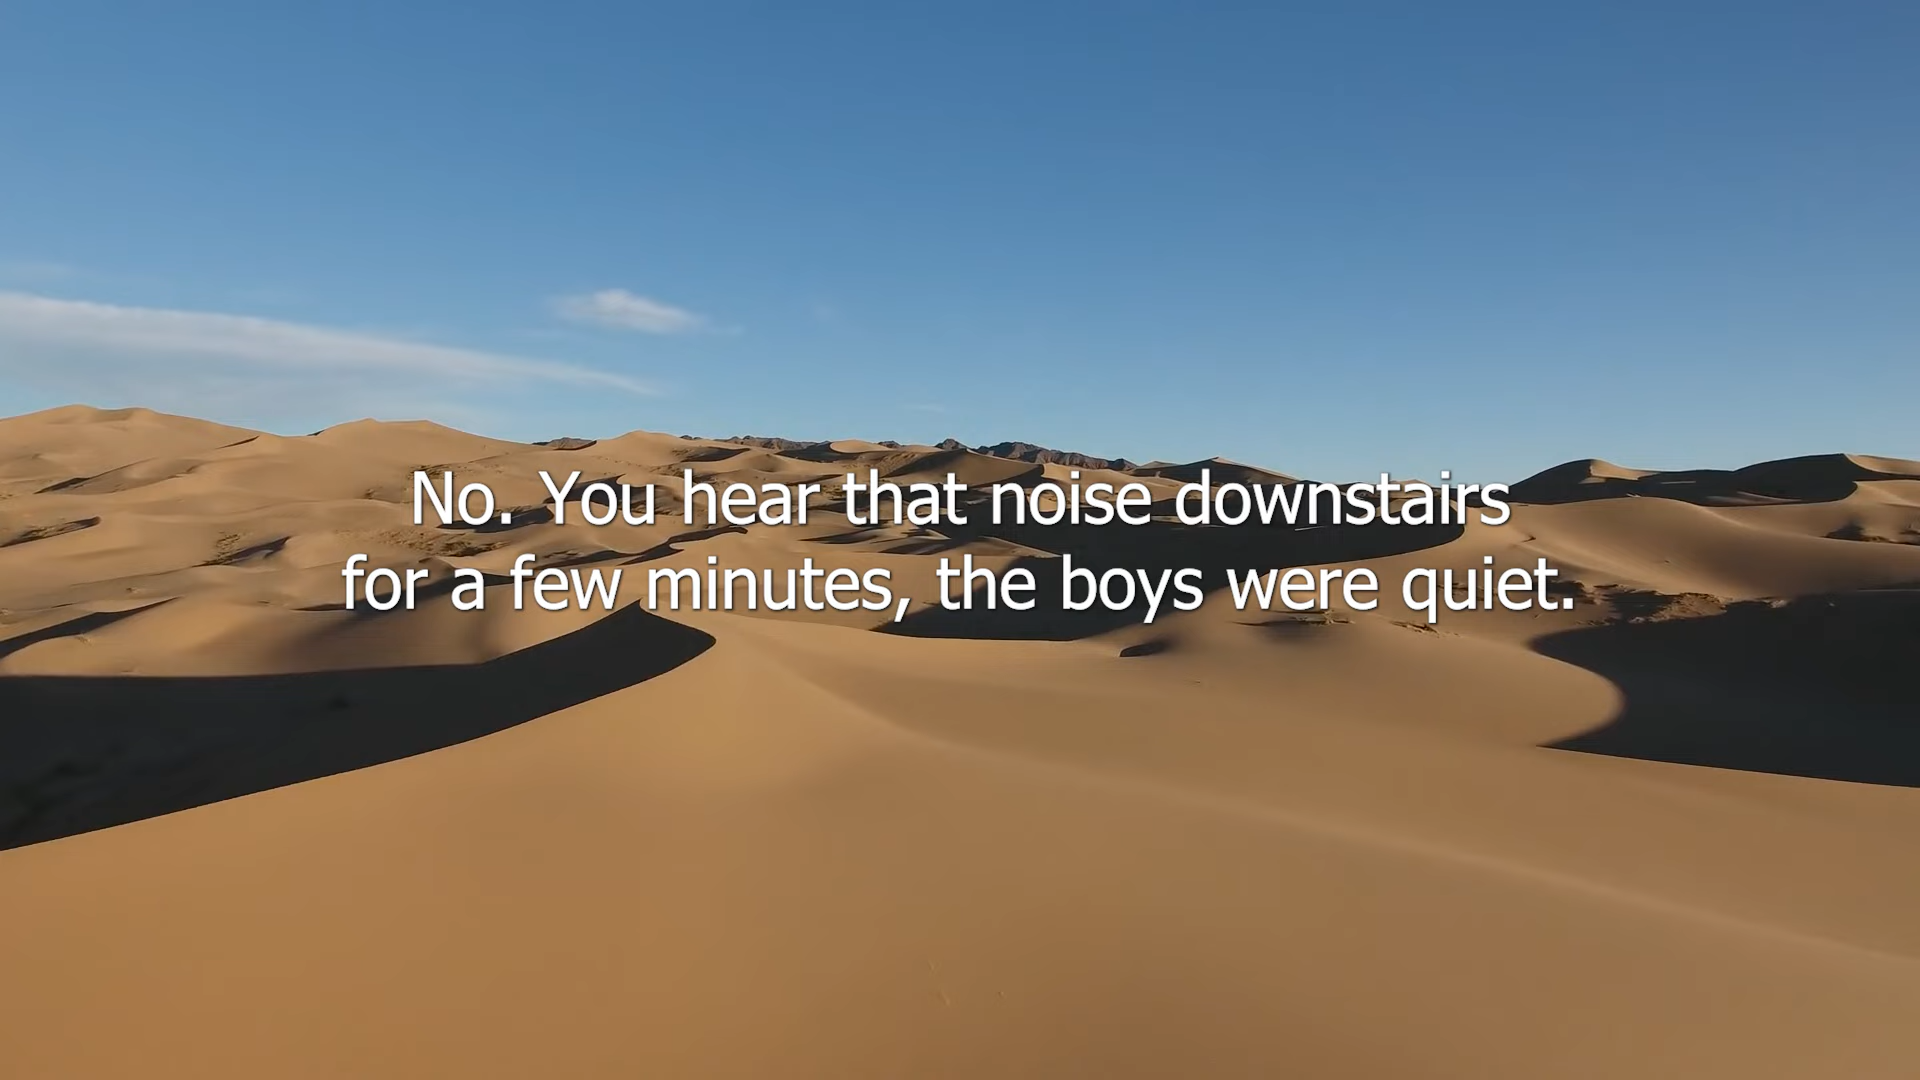 No. You hear that noise downstairs
for a few minutes, the boys were quiet.